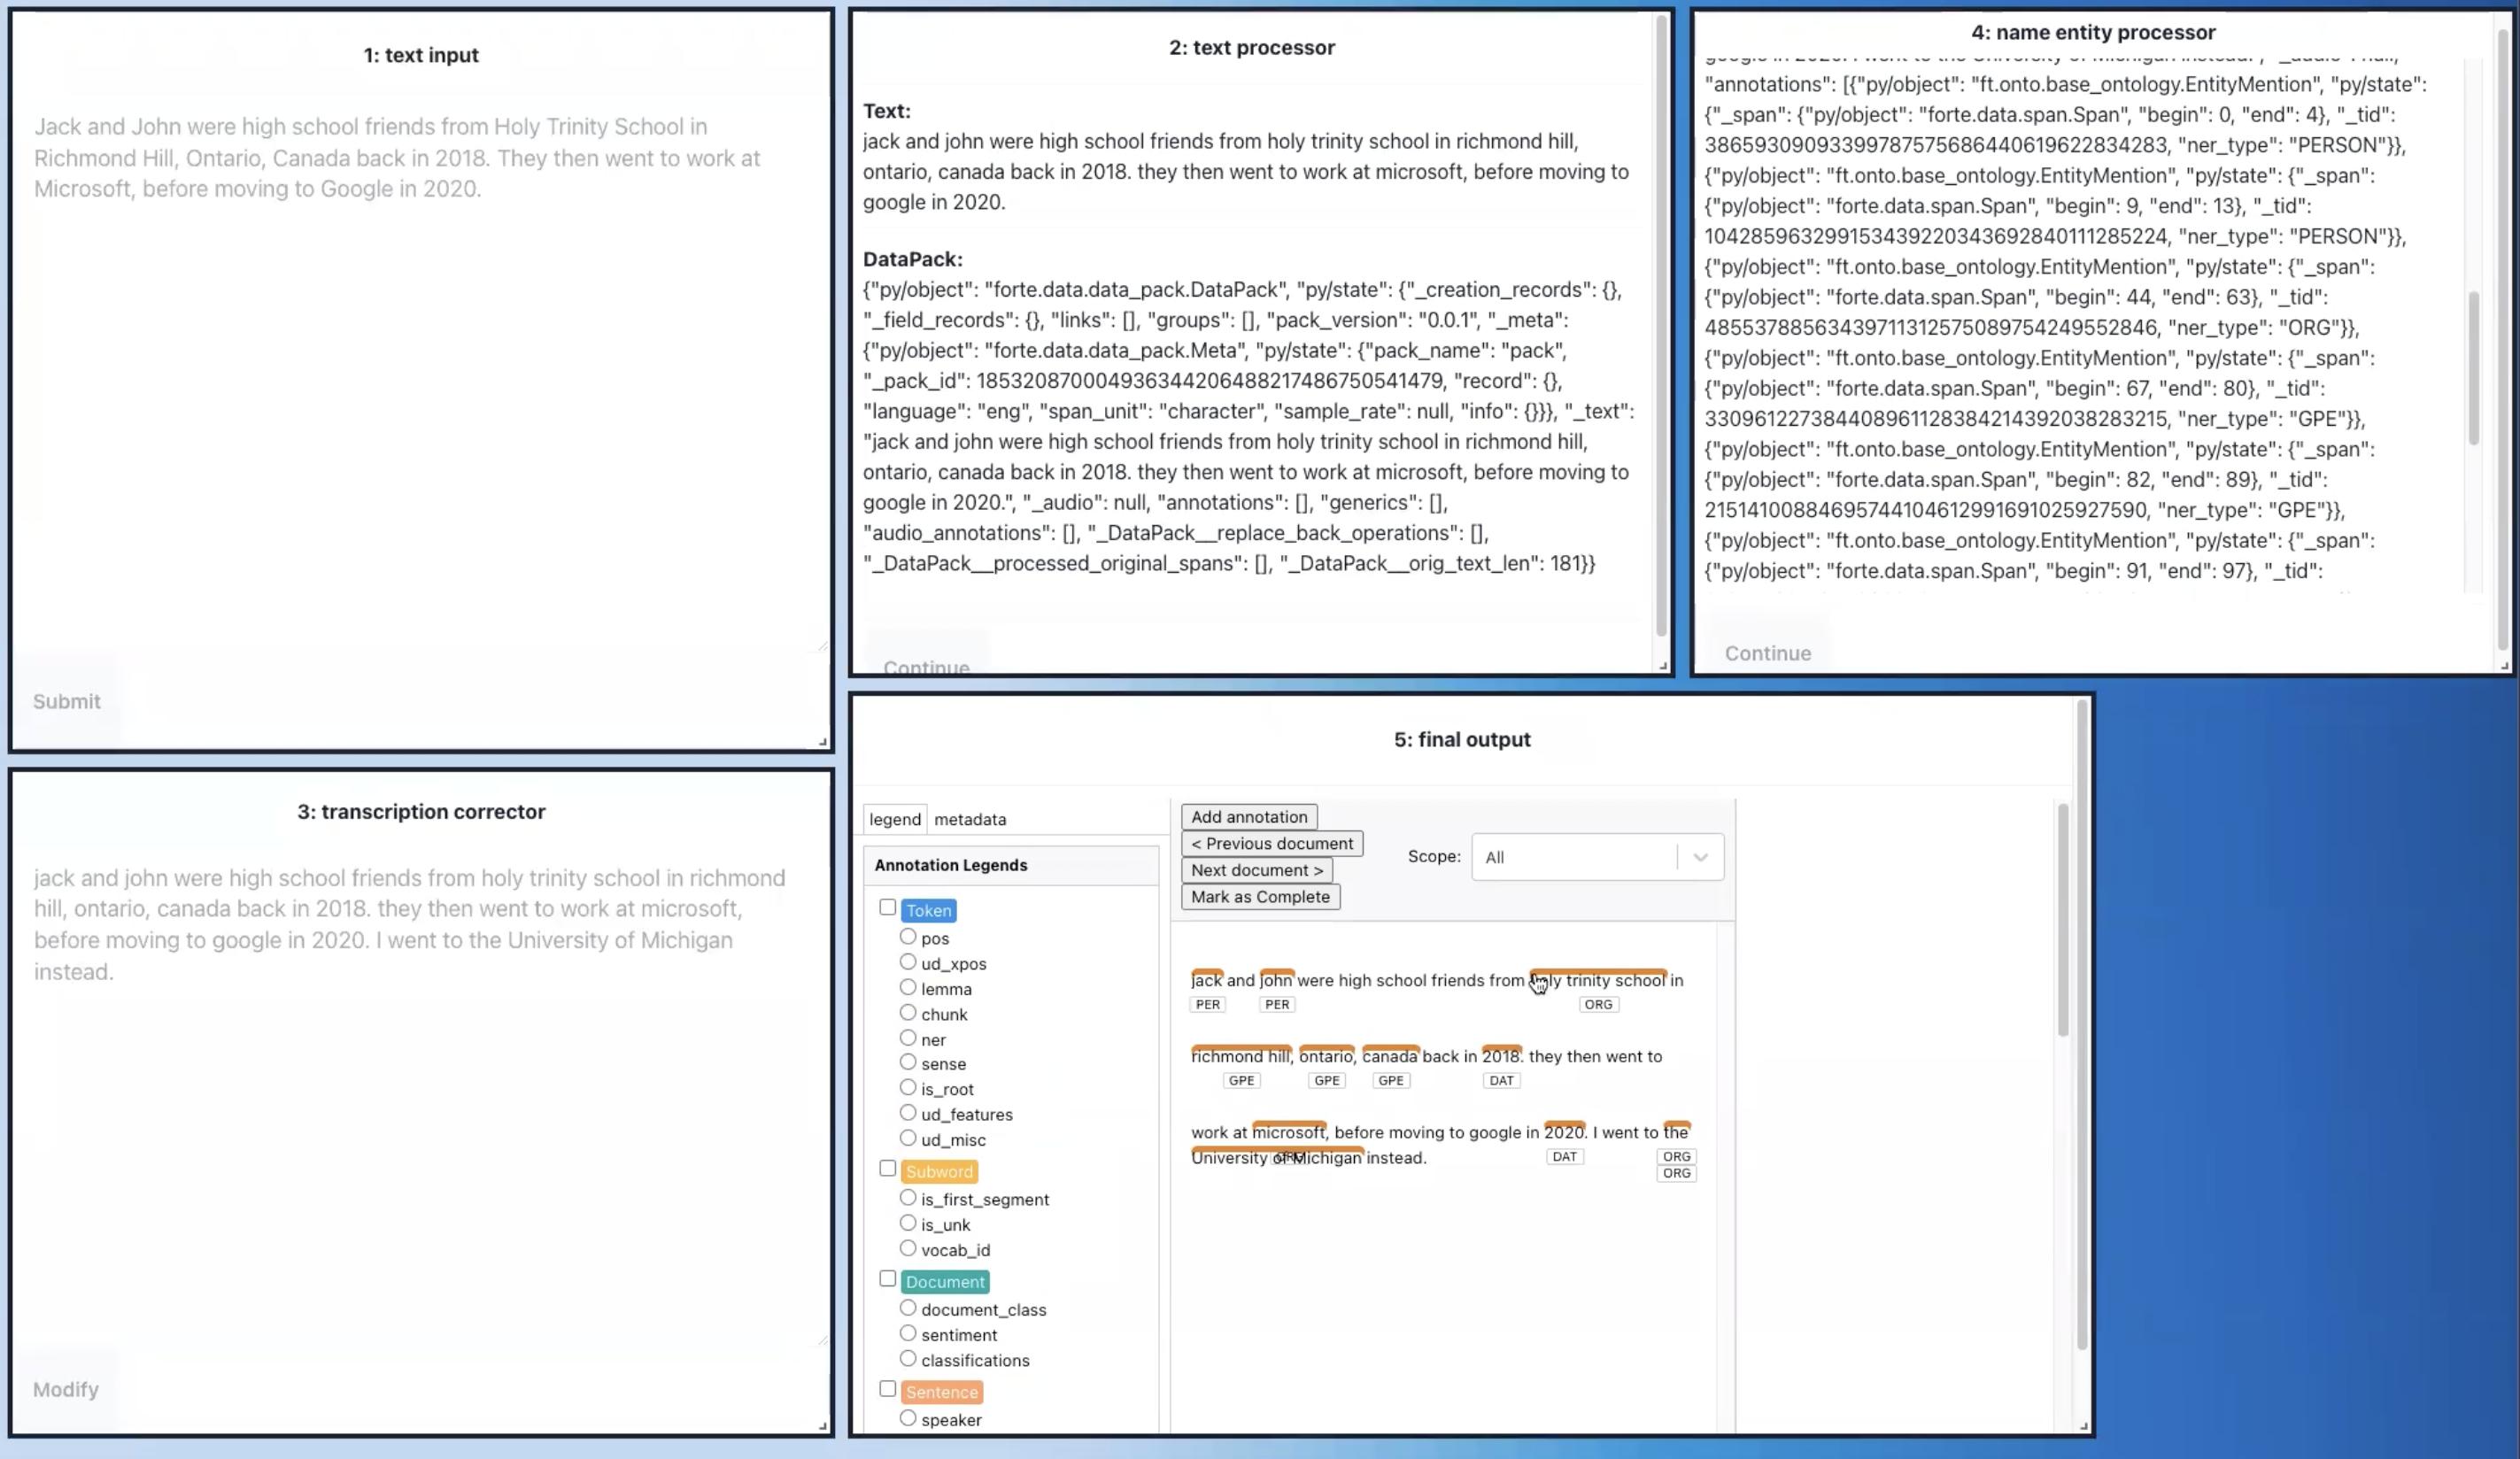 1: text input
Jack and John were high school friends from Holy Trinity School in
Richmond Hill, Ontario, Canada back in 2018. They then went to work at
Microsoft, before moving to Google in 2020.
Submit
2: text processor
Text:
jack and john were high school friends from holy trinity school in richmond hill,
ontario, canada back in 2018. they then went to work at microsoft, before moving to
google in 2020.
DataPack:
{"py/object": "forte.data.data_pack.DataPack", "py/state": {"_creation_records": {},
"_field_records": {}, "links": [], "groups": [], "pack_version": "0.0.1", "_meta":
{"py/object": "forte.data.data_pack.Meta", "py/state": {"pack_name": "pack",
"_pack_id": 185320870004936344206488217486750541479, "record": {},
"language": "eng", "span_unit": "character", "sample_rate": null, "info": {}}}, "_text":
"jack and john were high school friends from holy trinity school in richmond hill,
ontario, canada back in 2018. they then went to work at microsoft, before moving to
google in 2020.", "_audio": null, "annotations": [], "generics": [],
"audio_annotations": [], "_DataPack__replace_back_operations": [],
"_DataPack__processed_original_spans": [], "_DataPack__orig_text_len": 181}}
Continue
4: name entity processor
google in 2020. I went to the University of Michigan instead.", "_audio": null,
"annotations": [{"py/object": "ft.onto.base_ontology.EntityMention", "py/state":
{"_span": {"py/object": "forte.data.span.Span", "begin": 0, "end": 4}, "_tid":
38659309093399787575686440619622834283, "ner_type": "PERSON"}},
{"py/object": "ft.onto.base_ontology.EntityMention", "py/state": {"_span":
{"py/object": "forte.data.span.Span", "begin": 9, "end": 13}, "_tid":
104285963299153439220343692840111285224, "ner_type": "PERSON"}},
{"py/object": "ft.onto.base_ontology.EntityMention", "py/state": {"_span":
{"py/object": "forte.data.span.Span", "begin": 44, "end": 63}, "_tid":
48553788563439711312575089754249552846, "ner_type": "ORG"}},
{"py/object": "ft.onto.base_ontology.EntityMention", "py/state": {"_span":
{"py/object": "forte.data.span.Span", "begin": 67, "end": 80}, "_tid":
33096122738440896112838421439203828321​5, "ner_type": "GPE"}},
{"py/object": "ft.onto.base_ontology.EntityMention", "py/state": {"_span":
{"py/object": "forte.data.span.Span", "begin": 82, "end": 89}, "_tid":
215141008846957441046129916910259275​90, "ner_type": "GPE"}},
{"py/object": "ft.onto.base_ontology.EntityMention", "py/state": {"_span":
{"py/object": "forte.data.span.Span", "begin": 91, "end": 97}, "_tid":
Continue
3: transcription corrector
jack and john were high school friends from holy trinity school in richmond
hill, ontario, canada back in 2018. they then went to work at microsoft,
before moving to google in 2020. I went to the University of Michigan
instead.
Modify
5: final output
legend metadata
Annotation Legends
Token
pos
ud_xpos
lemma
chunk
ner
sense
is_root
ud_features
ud_misc
Subword
is_first_segment
is_unk
vocab_id
Document
document_class
sentiment
classifications
Sentence
speaker
Add annotation
< Previous document
Next document >
Mark as Complete
Scope: All
jack and john were high school friends from holy trinity school in
PER PER ORG
richmond hill, ontario, canada back in 2018. they then went to
GPE GPE GPE DAT
work at microsoft, before moving to google in 2020. I went to the
University of Michigan instead.
ORG DAT ORG
ORG